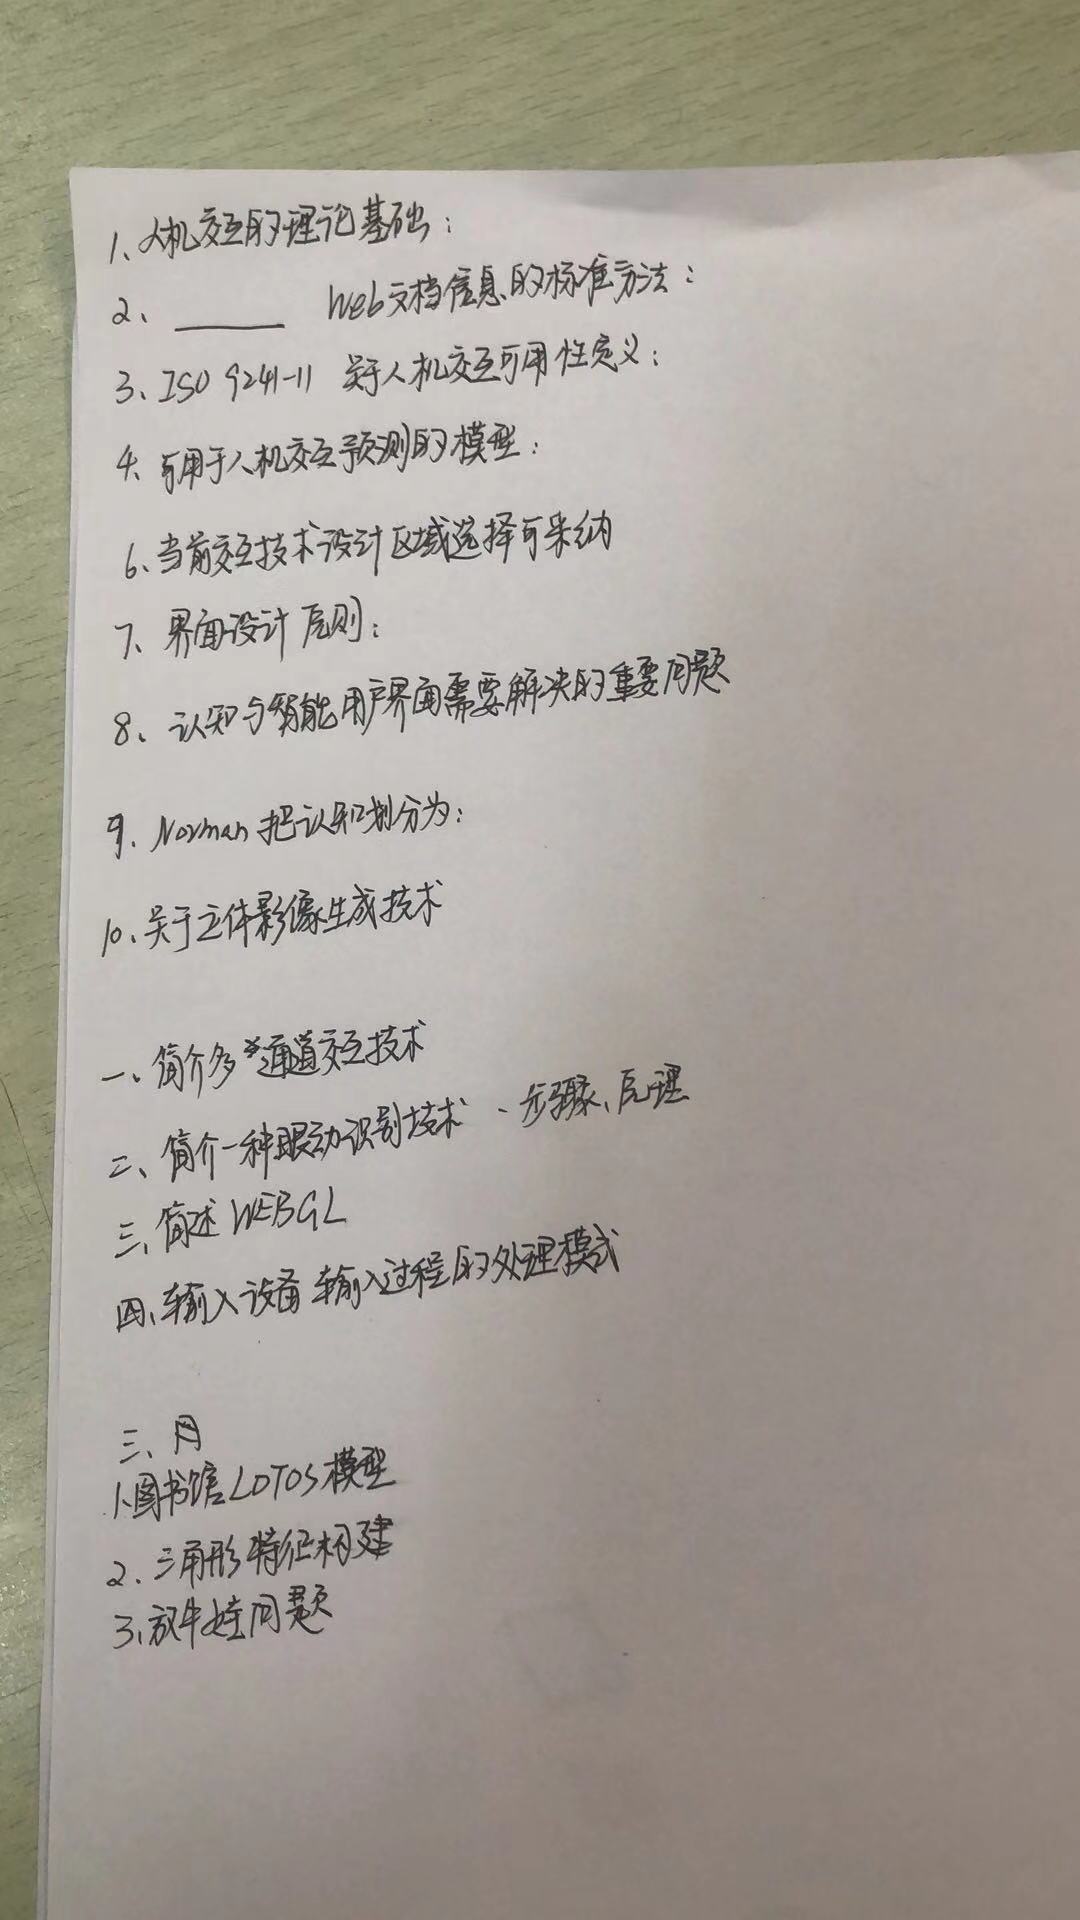 1、人机交互的理论基础：
2、______ Web文档信息的标准方法：
3、ISO 9241-11 关于人机交互可用性定义：
4、可用于人机交互预测的模型：
6、当前交互技术设计区域选择可采纳
7、界面设计原则：
8、认知与智能用户界面需要解决的重要问题
9、Norman 把认知划分为：
10、关于立体影像生成技术
一、简介多通道交互技术
二、简介一种眼动识别技术、步骤、原理
三、简述 WEBGL
四、输入设备输入过程的处理模式
三、
1、图书馆LOTOS模型
2、三角形特征构建
3、放牛娃问题